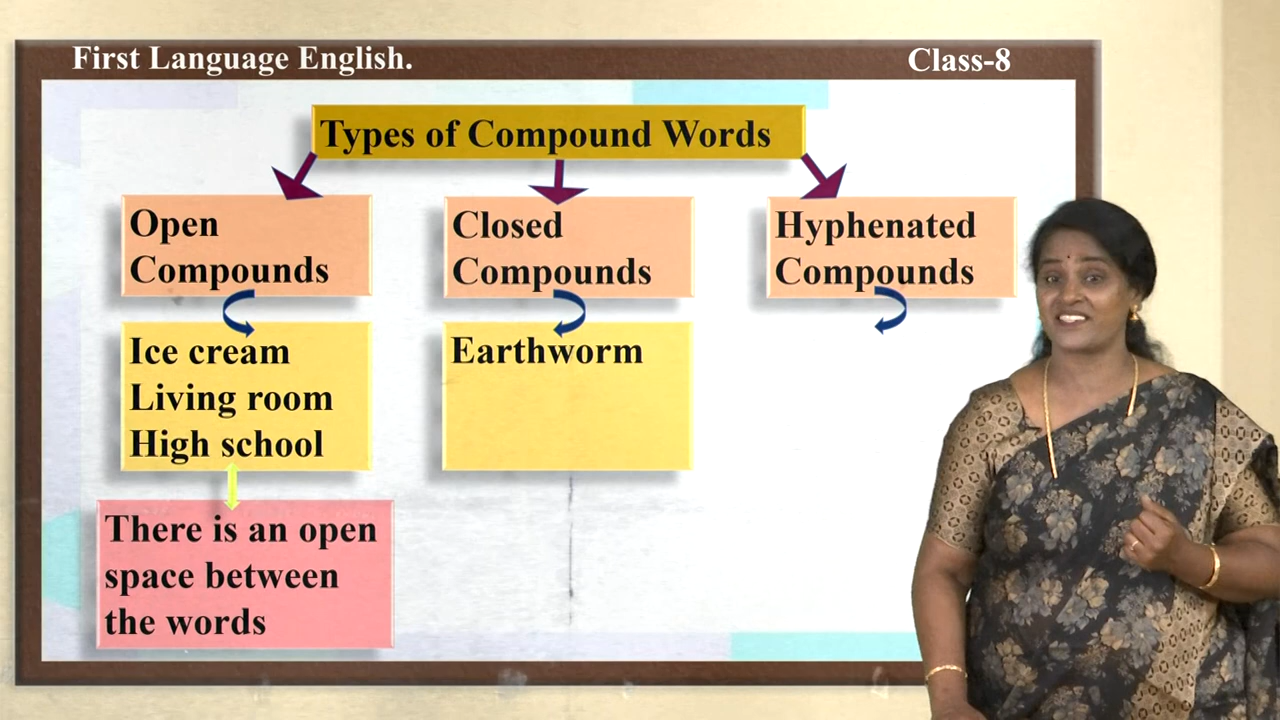 First Language English.
Class-8
Types of Compound Words
Open
Compounds
Closed
Compounds
Hyphenated
Compounds
Ice cream
Living room
High school
Earthworm
There is an open
space between
the words